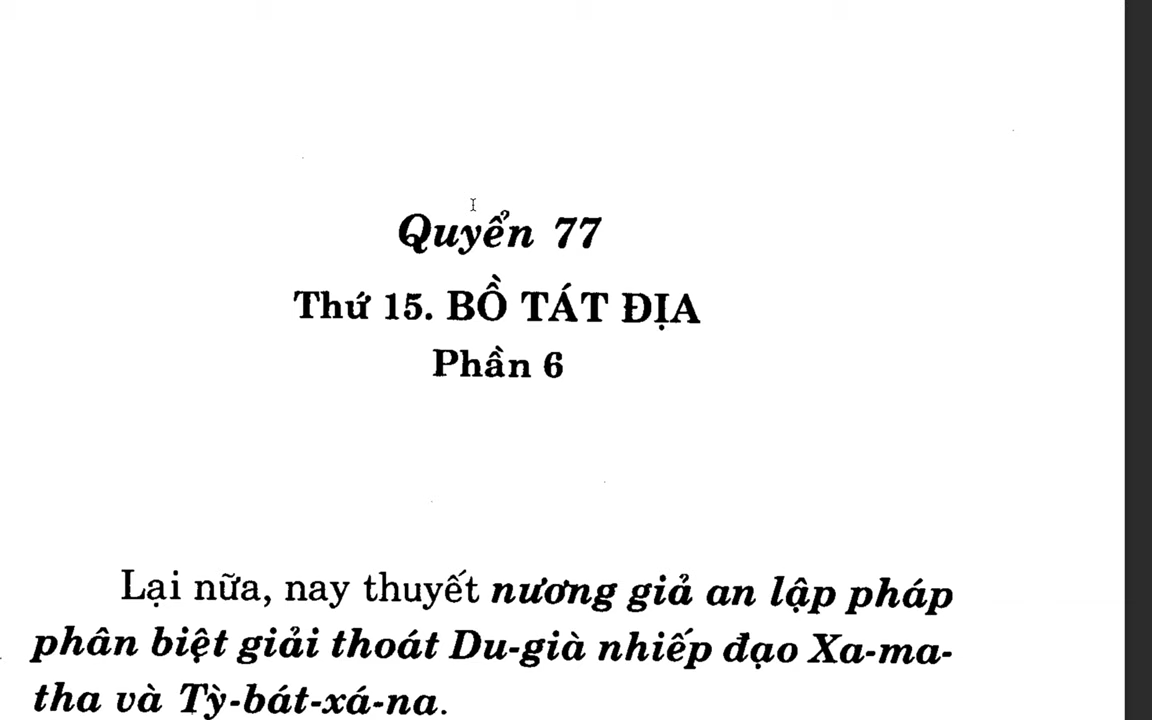 Quyển 77
Thứ 15. BỒ TÁT ĐỊA
Phần 6
Lại nữa, nay thuyết nương giả an lập pháp
phân biệt giải thoát Du-già nhiếp đạo Xa-ma-
tha và Tỳ-bát-xá-na.